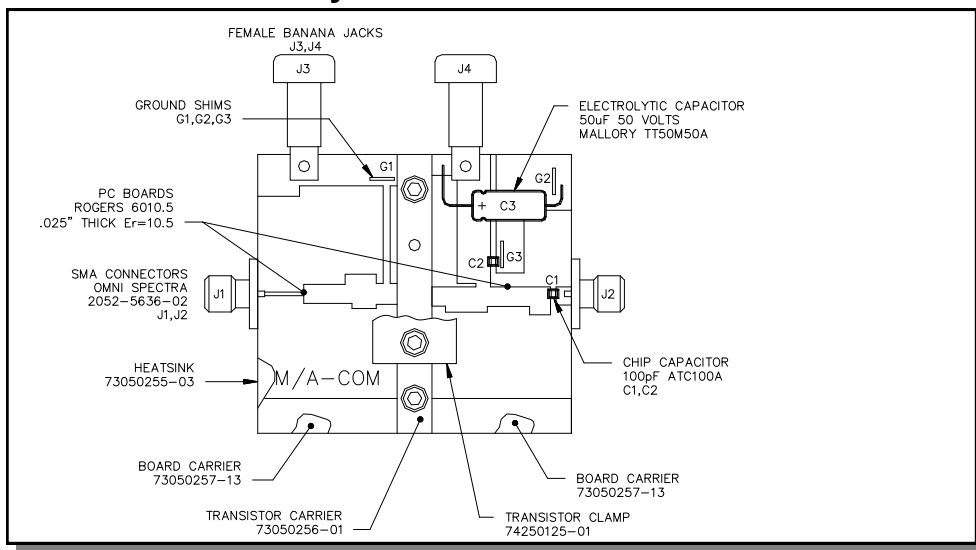 FEMALE BANANA JACKS
J3,J4
J3
J4
GROUND SHIMS
G1,G2,G3
ELECTROLYTIC CAPACITOR
50uF 50 VOLTS
MALLORY TT50M50A
G1
G2
PC BOARDS
ROGERS 6010.5
.025" THICK Er=10.5
+ C3
G3
C2
SMA CONNECTORS
OMNI SPECTRA
2052-5636-02
J1,J2
J1
C1
J2
CHIP CAPACITOR
100pF ATC100A
C1,C2
HEATSINK
73050255-03
M/A-COM
BOARD CARRIER
73050257-13
BOARD CARRIER
73050257-13
TRANSISTOR CARRIER
73050256-01
TRANSISTOR CLAMP
74250125-01